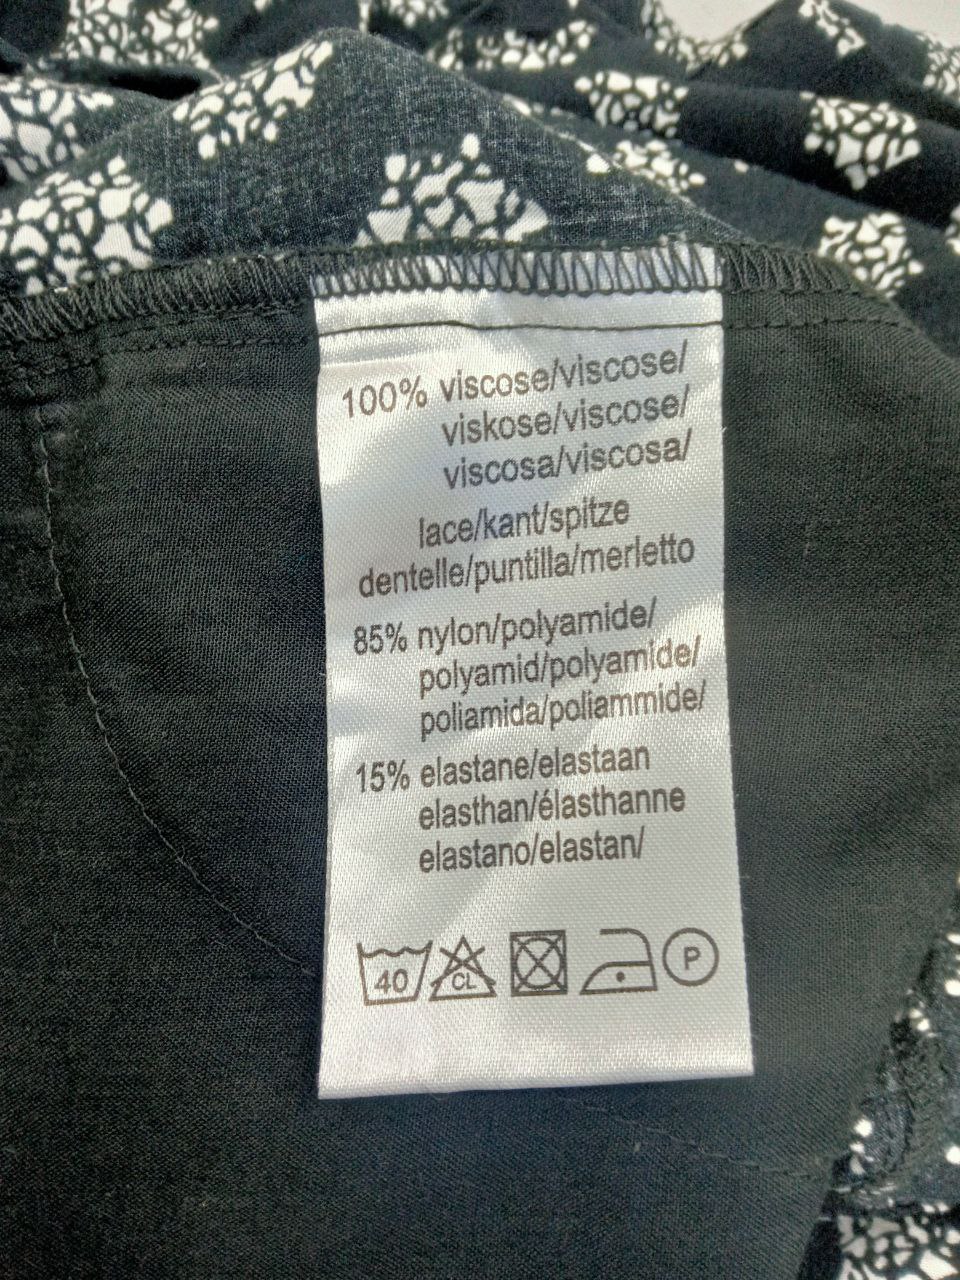 100% viscose/viscose/
viskose/viscose/
viscosa/viscosa/
lace/kant/spitze
dentelle/puntilla/merletto
85% nylon/polyamide/
polyamid/polyamide/
poliamida/poliammide/
15% elastane/elastaan
elasthan/élasthanne
elastano/elastan/
40 CL P